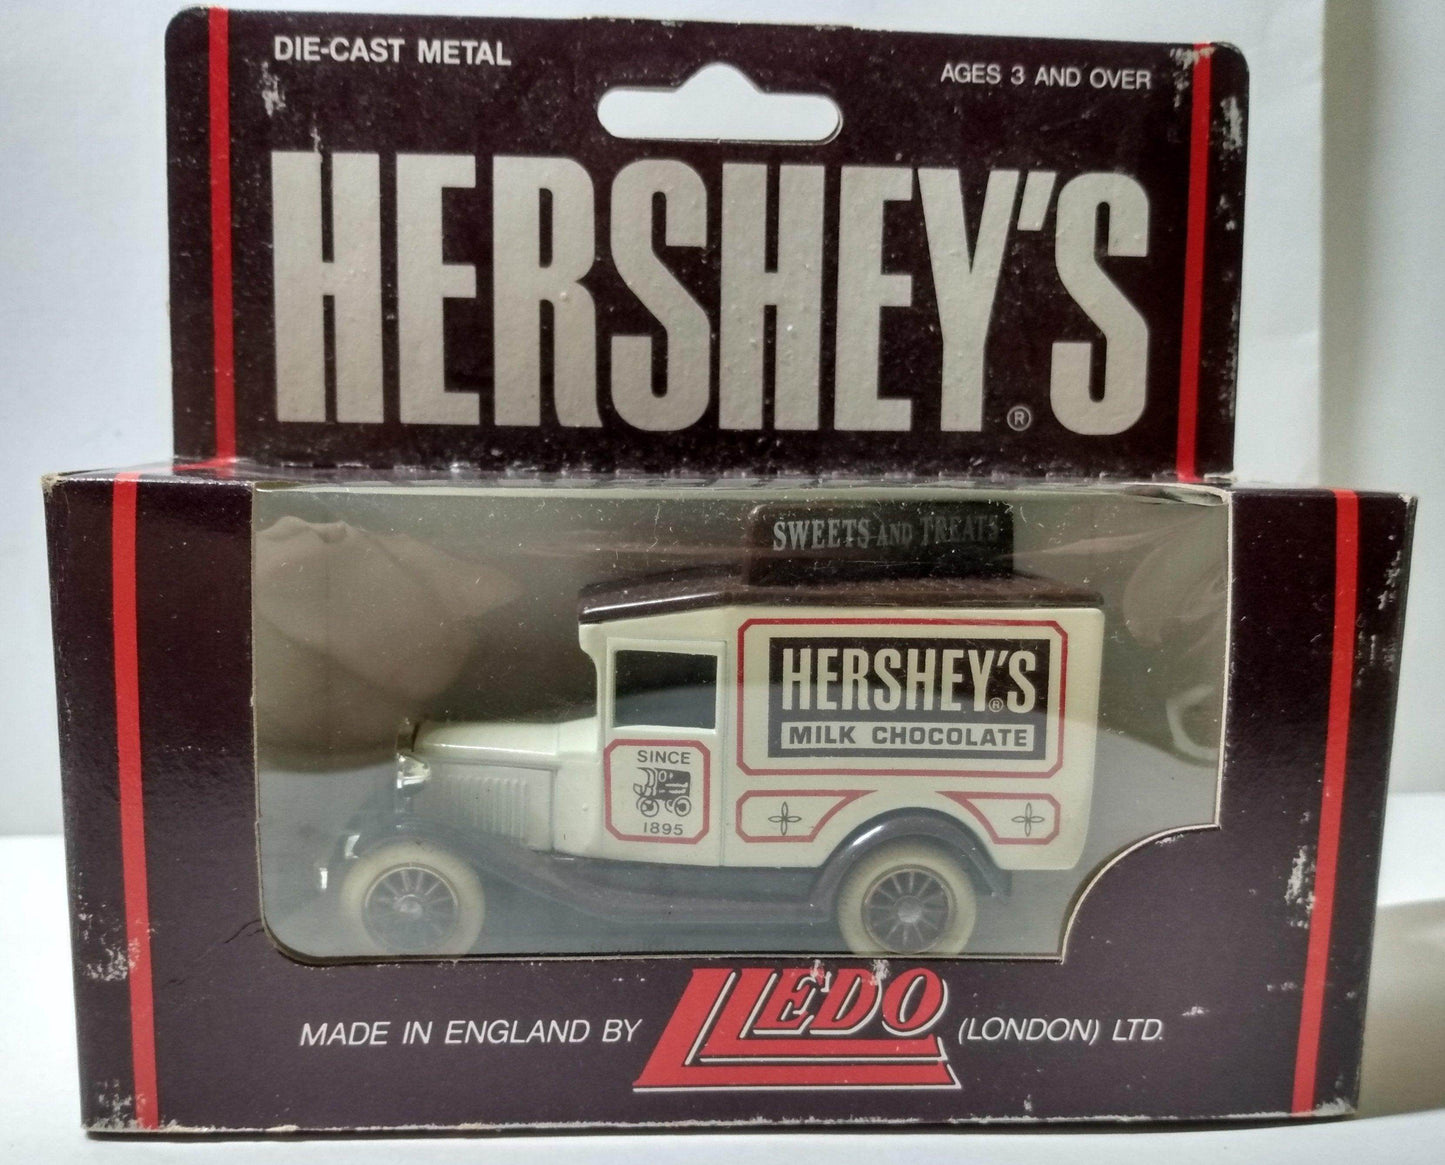 DIE-CAST METAL
AGES 3 AND OVER
HERSHEY'S®
SWEETS AND TREATS
HERSHEY'S®
MILK CHOCOLATE
SINCE
1895
MADE IN ENGLAND BY LLEDO (LONDON) LTD.